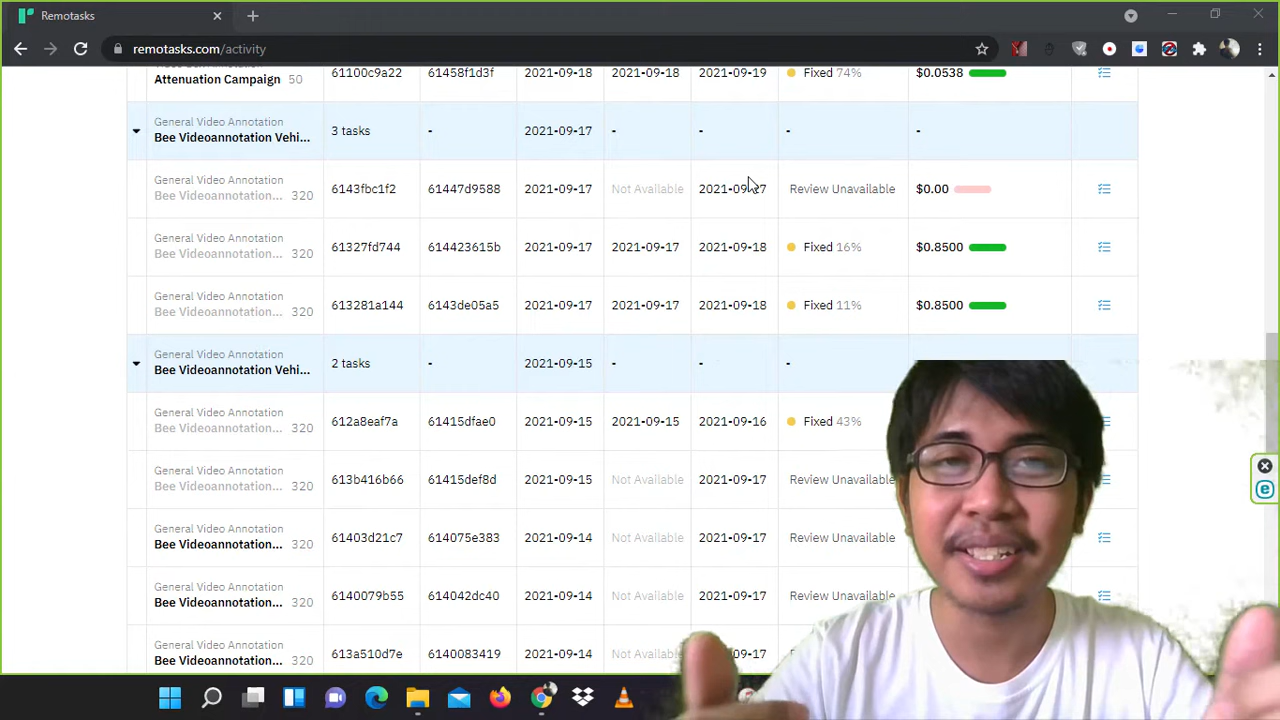 Remotasks
remotasks.com/activity
Attenuation Campaign 50 61100c9a23 61458f1d3f 2021-09-18 2021-09-18 2021-09-19 Fixed 74% $0.0538
General Video Annotation
Bee Videoannotation Vehi... 3 tasks - 2021-09-17 - - - -
General Video Annotation
Bee Videoannotation... 320 6143fbc1f2 61447d9588 2021-09-17 Not Available 2021-09-17 Review Unavailable $0.00
General Video Annotation
Bee Videoannotation... 320 61327fd744 614423615b 2021-09-17 2021-09-17 2021-09-18 Fixed 16% $0.8500
General Video Annotation
Bee Videoannotation... 320 613281a144 6143de05a5 2021-09-17 2021-09-17 2021-09-18 Fixed 11% $0.8500
General Video Annotation
Bee Videoannotation Vehi... 2 tasks - 2021-09-15 - - -
General Video Annotation
Bee Videoannotation... 320 612a8eaf7a 61415dfae0 2021-09-15 2021-09-15 2021-09-16 Fixed 43%
General Video Annotation
Bee Videoannotation... 320 613b416b66 61415def8d 2021-09-15 Not Available 2021-09-17 Review Unavailable
General Video Annotation
Bee Videoannotation... 320 61403d21c7 614075e383 2021-09-14 Not Available 2021-09-17 Review Unavailable
General Video Annotation
Bee Videoannotation... 320 6140079b55 614042dc40 2021-09-14 Not Available 2021-09-17 Review Unavailable
General Video Annotation
Bee Videoannotation... 320 613a510d7e 6140083419 2021-09-14 Not Available